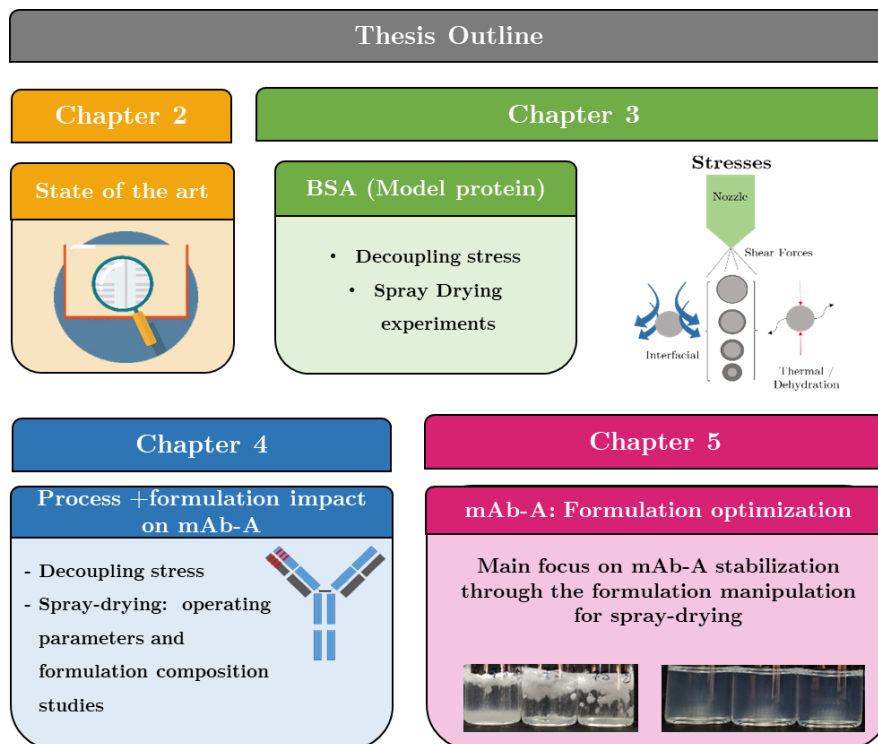 Thesis Outline
Chapter 2
Chapter 3
State of the art
BSA (Model protein)
• Decoupling stress
• Spray Drying
experiments
Stresses
Nozzle
Shear Forces
Interfacial
Thermal /
Dehydration
Chapter 4
Process +formulation impact
on mAb-A
- Decoupling stress
- Spray-drying: operating
parameters and
formulation composition
studies
Chapter 5
mAb-A: Formulation optimization
Main focus on mAb-A stabilization
through the formulation manipulation
for spray-drying